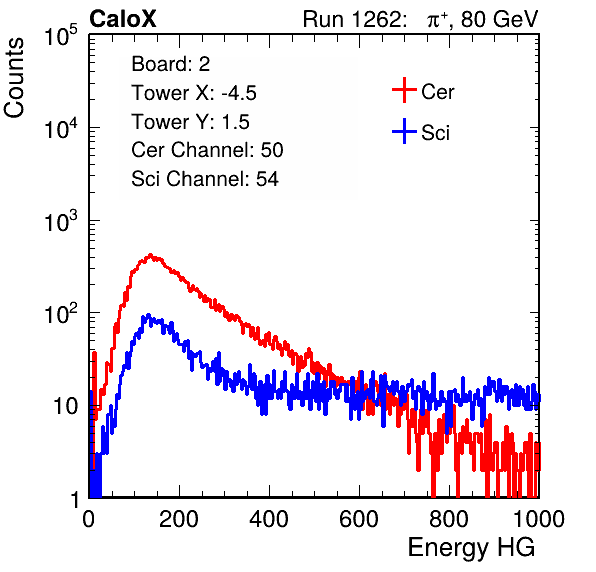 CaloX Run 1262: π⁺, 80 GeV
Counts
10⁵
10⁴
10³
10²
10
1
Board: 2
Tower X: -4.5
Tower Y: 1.5
Cer Channel: 50
Sci Channel: 54
Cer
Sci
0 200 400 600 800 1000
Energy HG